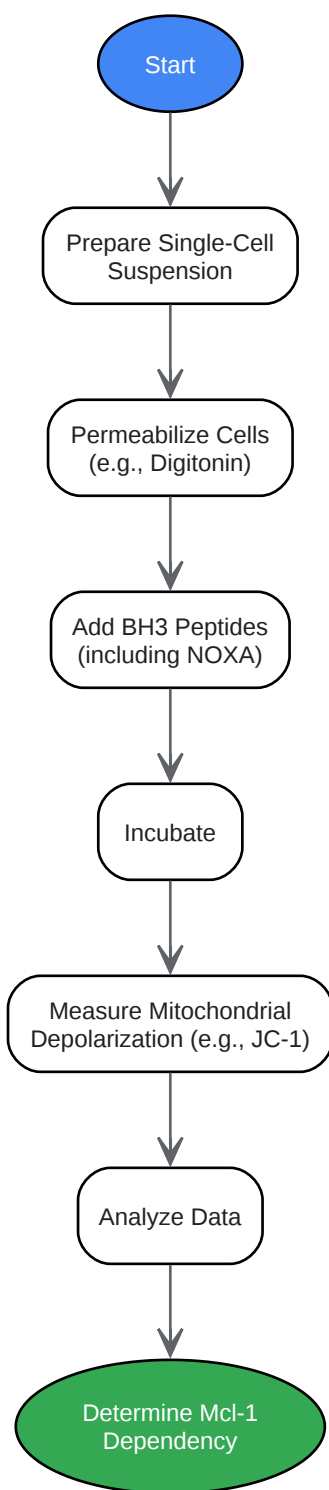 Start
Prepare Single-Cell
Suspension
Permeabilize Cells
(e.g., Digitonin)
Add BH3 Peptides
(including NOXA)
Incubate
Measure Mitochondrial
Depolarization (e.g., JC-1)
Analyze Data
Determine Mcl-1
Dependency